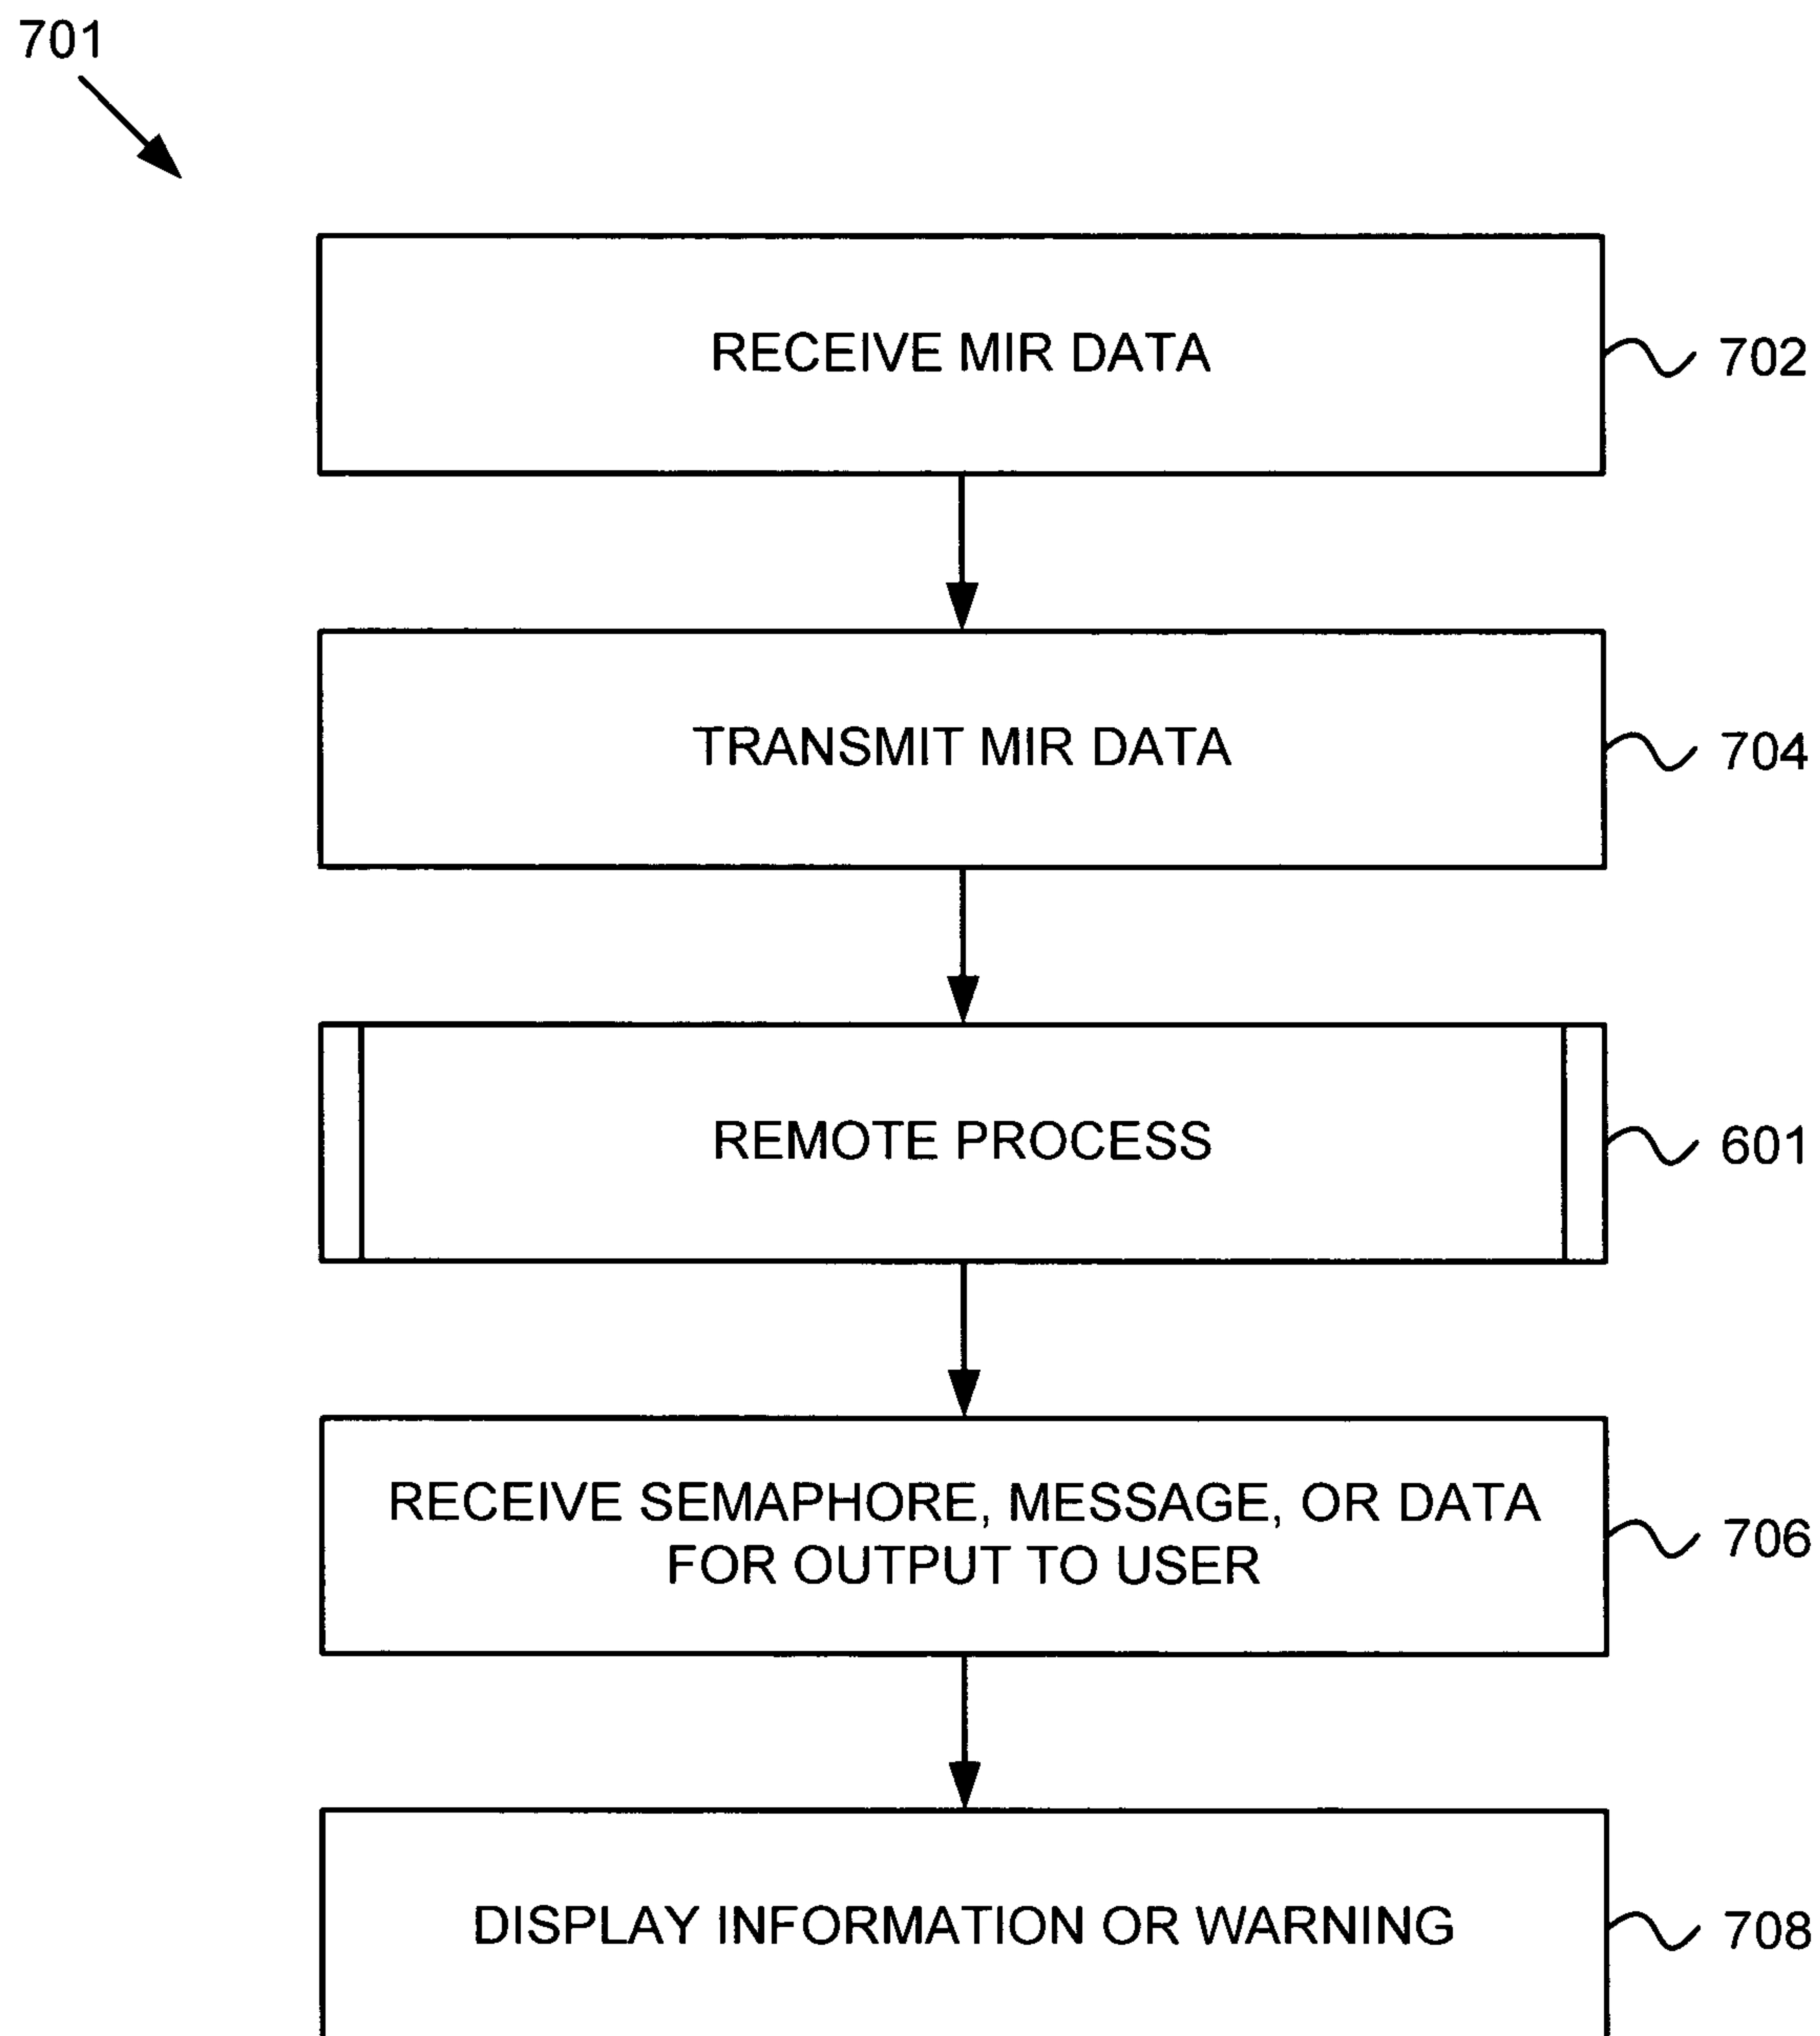 701
RECEIVE MIR DATA
702
TRANSMIT MIR DATA
704
REMOTE PROCESS
601
RECEIVE SEMAPHORE, MESSAGE, OR DATA
FOR OUTPUT TO USER
706
DISPLAY INFORMATION OR WARNING
708